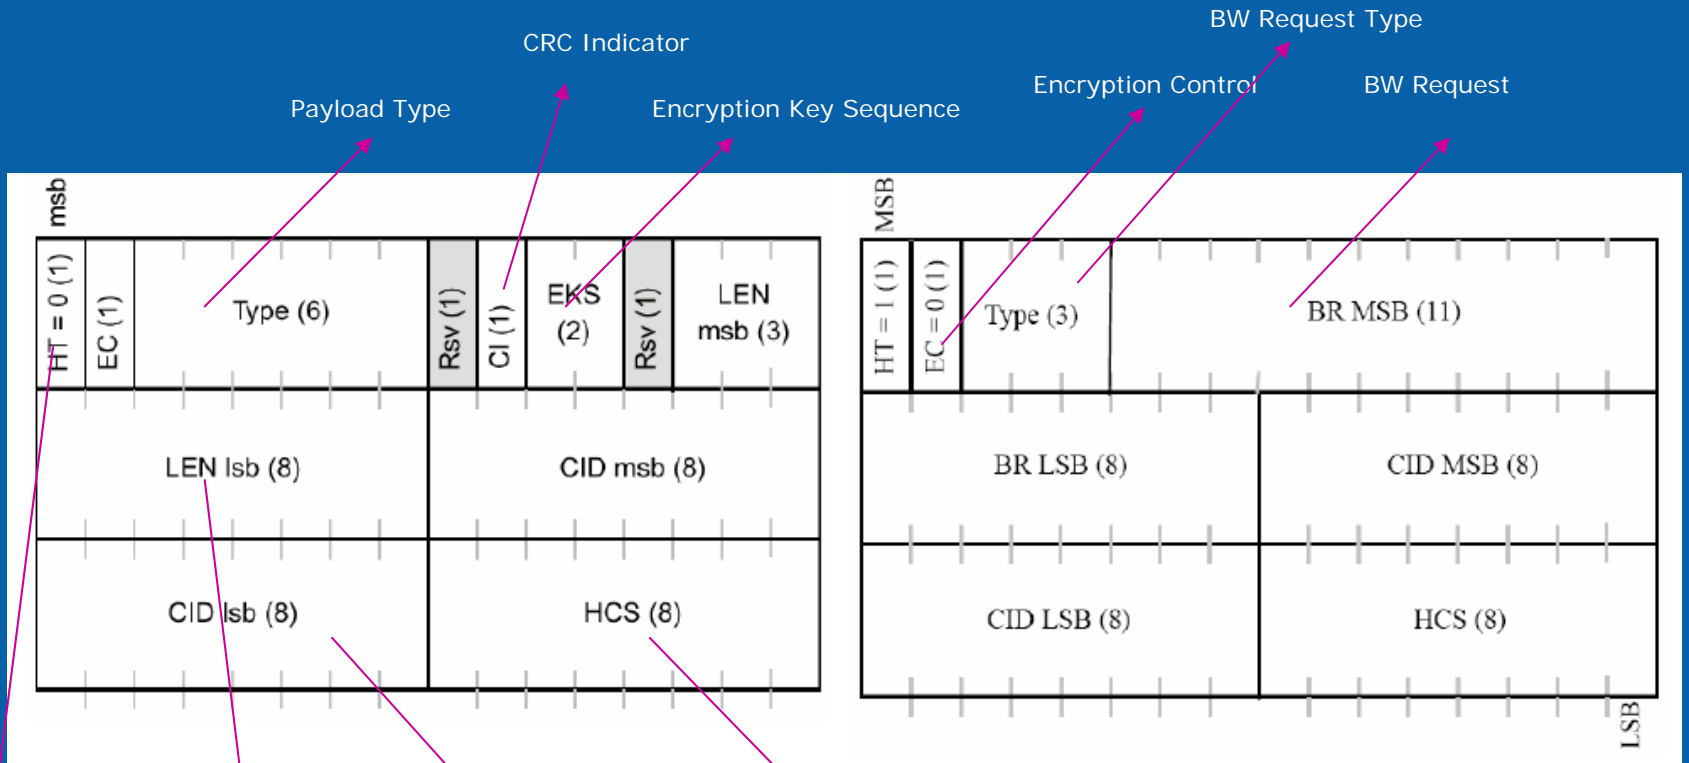 BW Request Type
CRC Indicator
Encryption Control
BW Request
Payload Type
Encryption Key Sequence
msb
HT = 0 (1)
EC (1)
Type (6)
Rsv (1)
CI (1)
EKS
(2)
Rsv (1)
LEN
msb (3)
LEN lsb (8)
CID msb (8)
CID lsb (8)
HCS (8)
MSB
HT = 1 (1)
EC = 0 (1)
Type (3)
BR MSB (11)
BR LSB (8)
CID MSB (8)
CID LSB (8)
HCS (8)
LSB